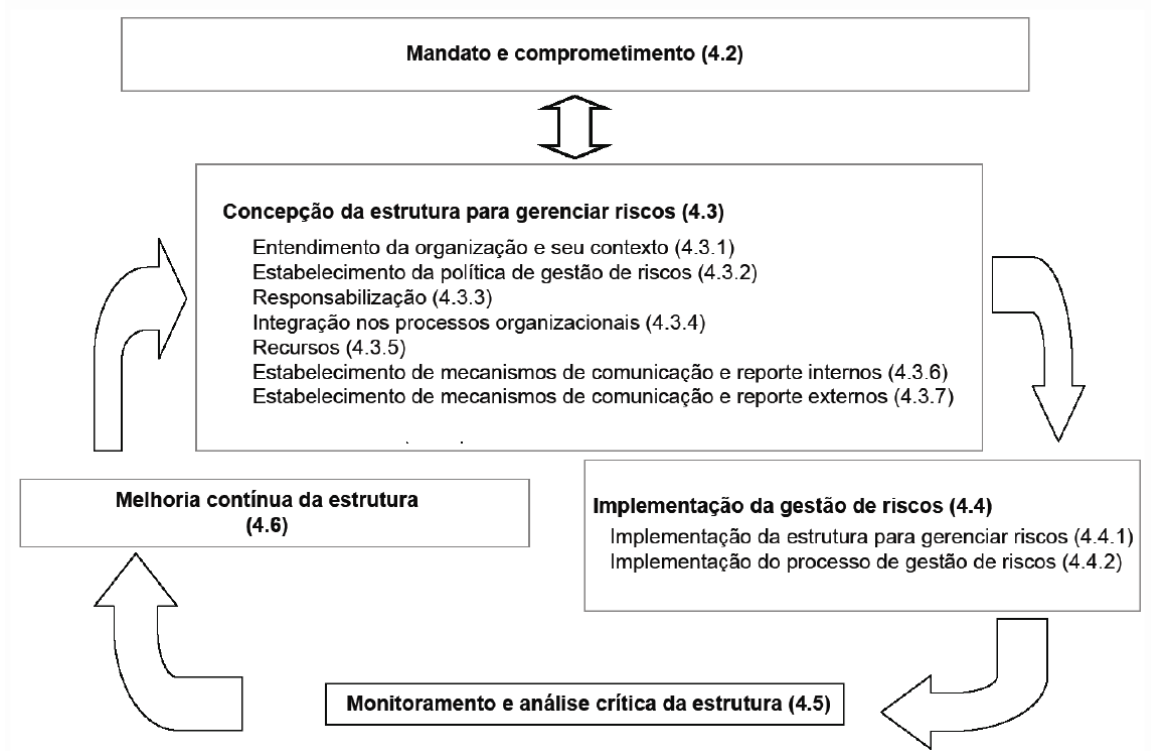 Mandato e comprometimento (4.2)
Concepção da estrutura para gerenciar riscos (4.3)
Entendimento da organização e seu contexto (4.3.1)
Estabelecimento da política de gestão de riscos (4.3.2)
Responsabilização (4.3.3)
Integração nos processos organizacionais (4.3.4)
Recursos (4.3.5)
Estabelecimento de mecanismos de comunicação e reporte internos (4.3.6)
Estabelecimento de mecanismos de comunicação e reporte externos (4.3.7)
Melhoria contínua da estrutura
(4.6)
Implementação da gestão de riscos (4.4)
Implementação da estrutura para gerenciar riscos (4.4.1)
Implementação do processo de gestão de riscos (4.4.2)
Monitoramento e análise crítica da estrutura (4.5)